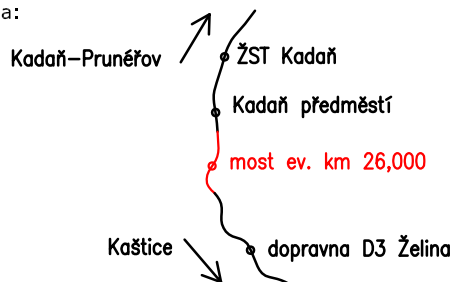 a:
Kadaň-Prunéřov
ŽST Kadaň
Kadaň předměstí
most ev. km 26,000
Kaštice
dopravna D3 Želina